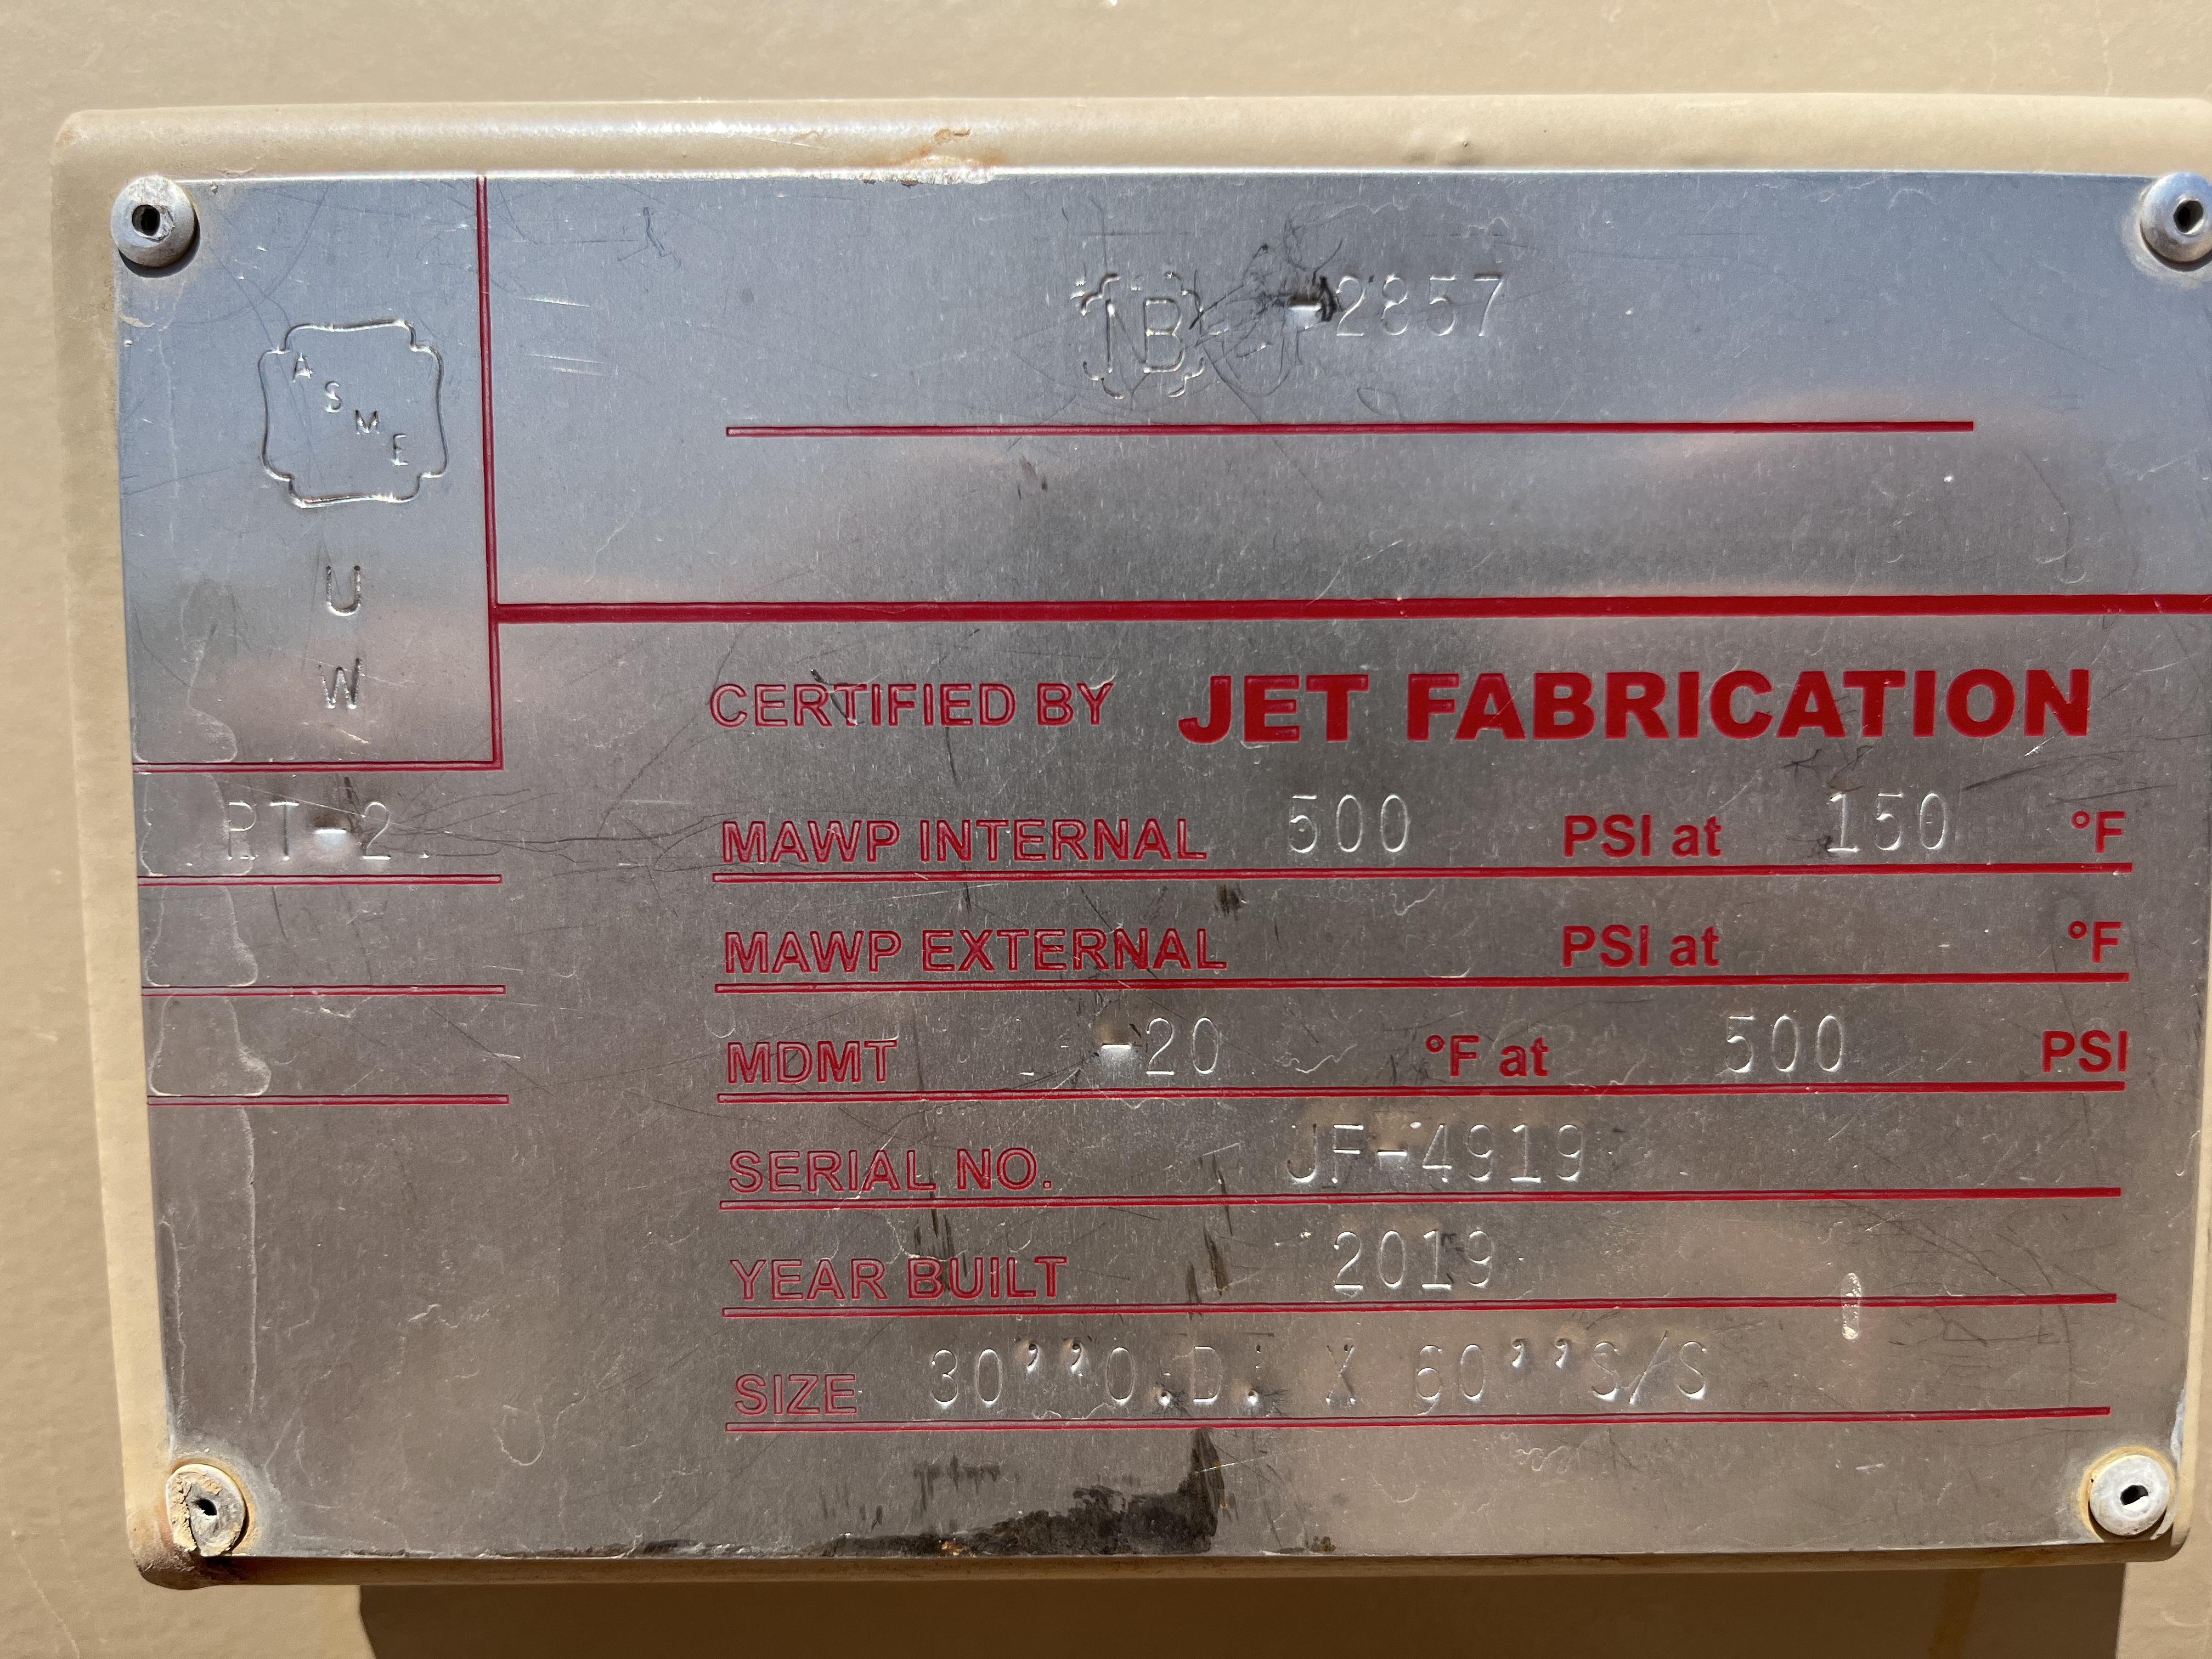 NB -2857
A
S
M
E
U
W
CERTIFIED BY JET FABRICATION
RT-2
MAWP INTERNAL 500 PSI at 150 °F
MAWP EXTERNAL PSI at °F
MDMT -20 °F at 500 PSI
SERIAL NO. JF-4919
YEAR BUILT 2019
SIZE 30’’O.D. X 60’’S/S